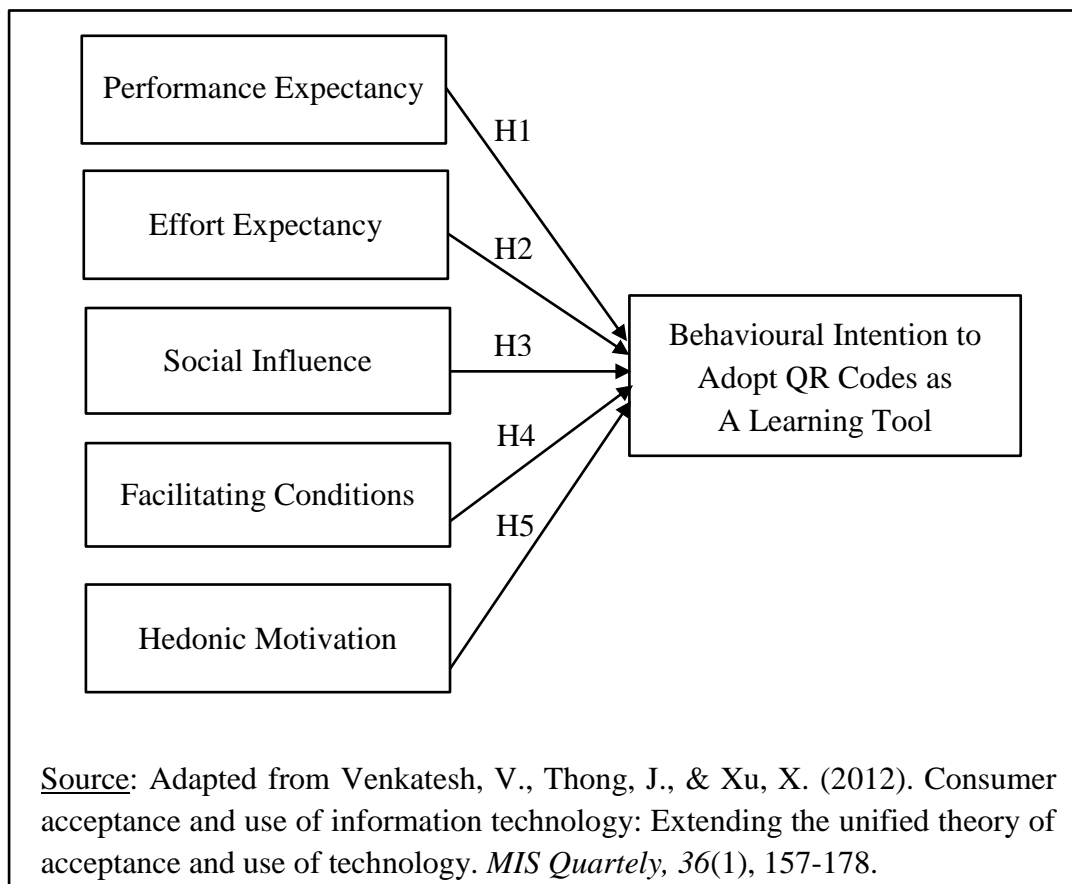 Performance Expectancy
H1
Effort Expectancy
H2
Social Influence
H3
Behavioural Intention to
Adopt QR Codes as
A Learning Tool
Facilitating Conditions
H4
H5
Hedonic Motivation
Source: Adapted from Venkatesh, V., Thong, J., & Xu, X. (2012). Consumer
acceptance and use of information technology: Extending the unified theory of
acceptance and use of technology. MIS Quartely, 36(1), 157-178.